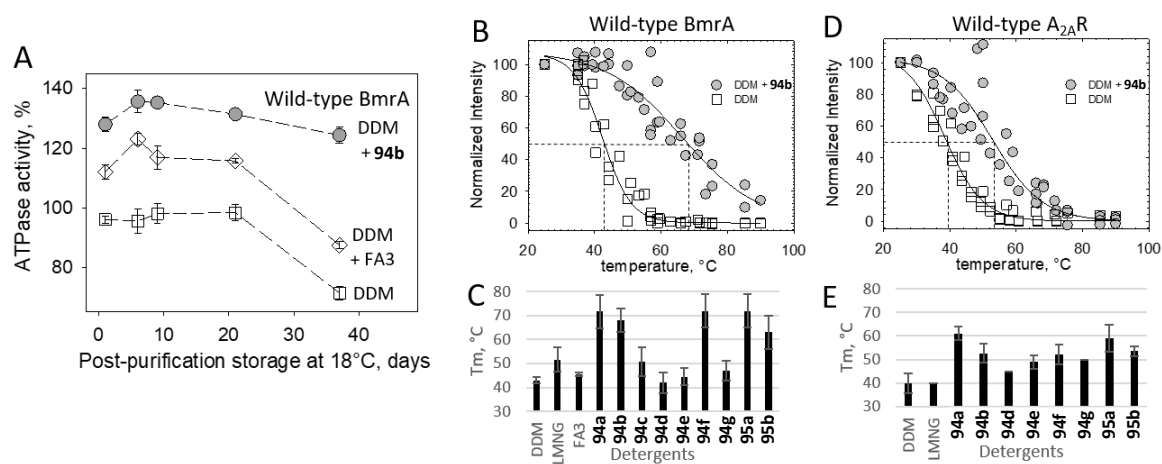 A
ATPase activity, %
140
120
100
80
0
10
20
30
40
Post-purification storage at 18°C, days
Wild-type BmrA
DDM
+ 94b
DDM
+ FA3
DDM
B
Wild-type BmrA
Normalized Intensity
100
80
60
40
20
0
20
40
60
80
100
temperature, °C
DDM + 94b
DDM
C
Tm, °C
80
70
60
50
40
30
DDM
LMNG
FA3
94a
94b
94c
94d
94e
94f
94g
95a
95b
Detergents
D
Wild-type A2AR
Normalized Intensity
100
80
60
40
20
0
20
40
60
80
100
temperature, °C
DDM + 94b
DDM
E
Tm, °C
80
70
60
50
40
30
DDM
LMNG
94a
94b
94d
94e
94f
94g
95a
95b
Detergents